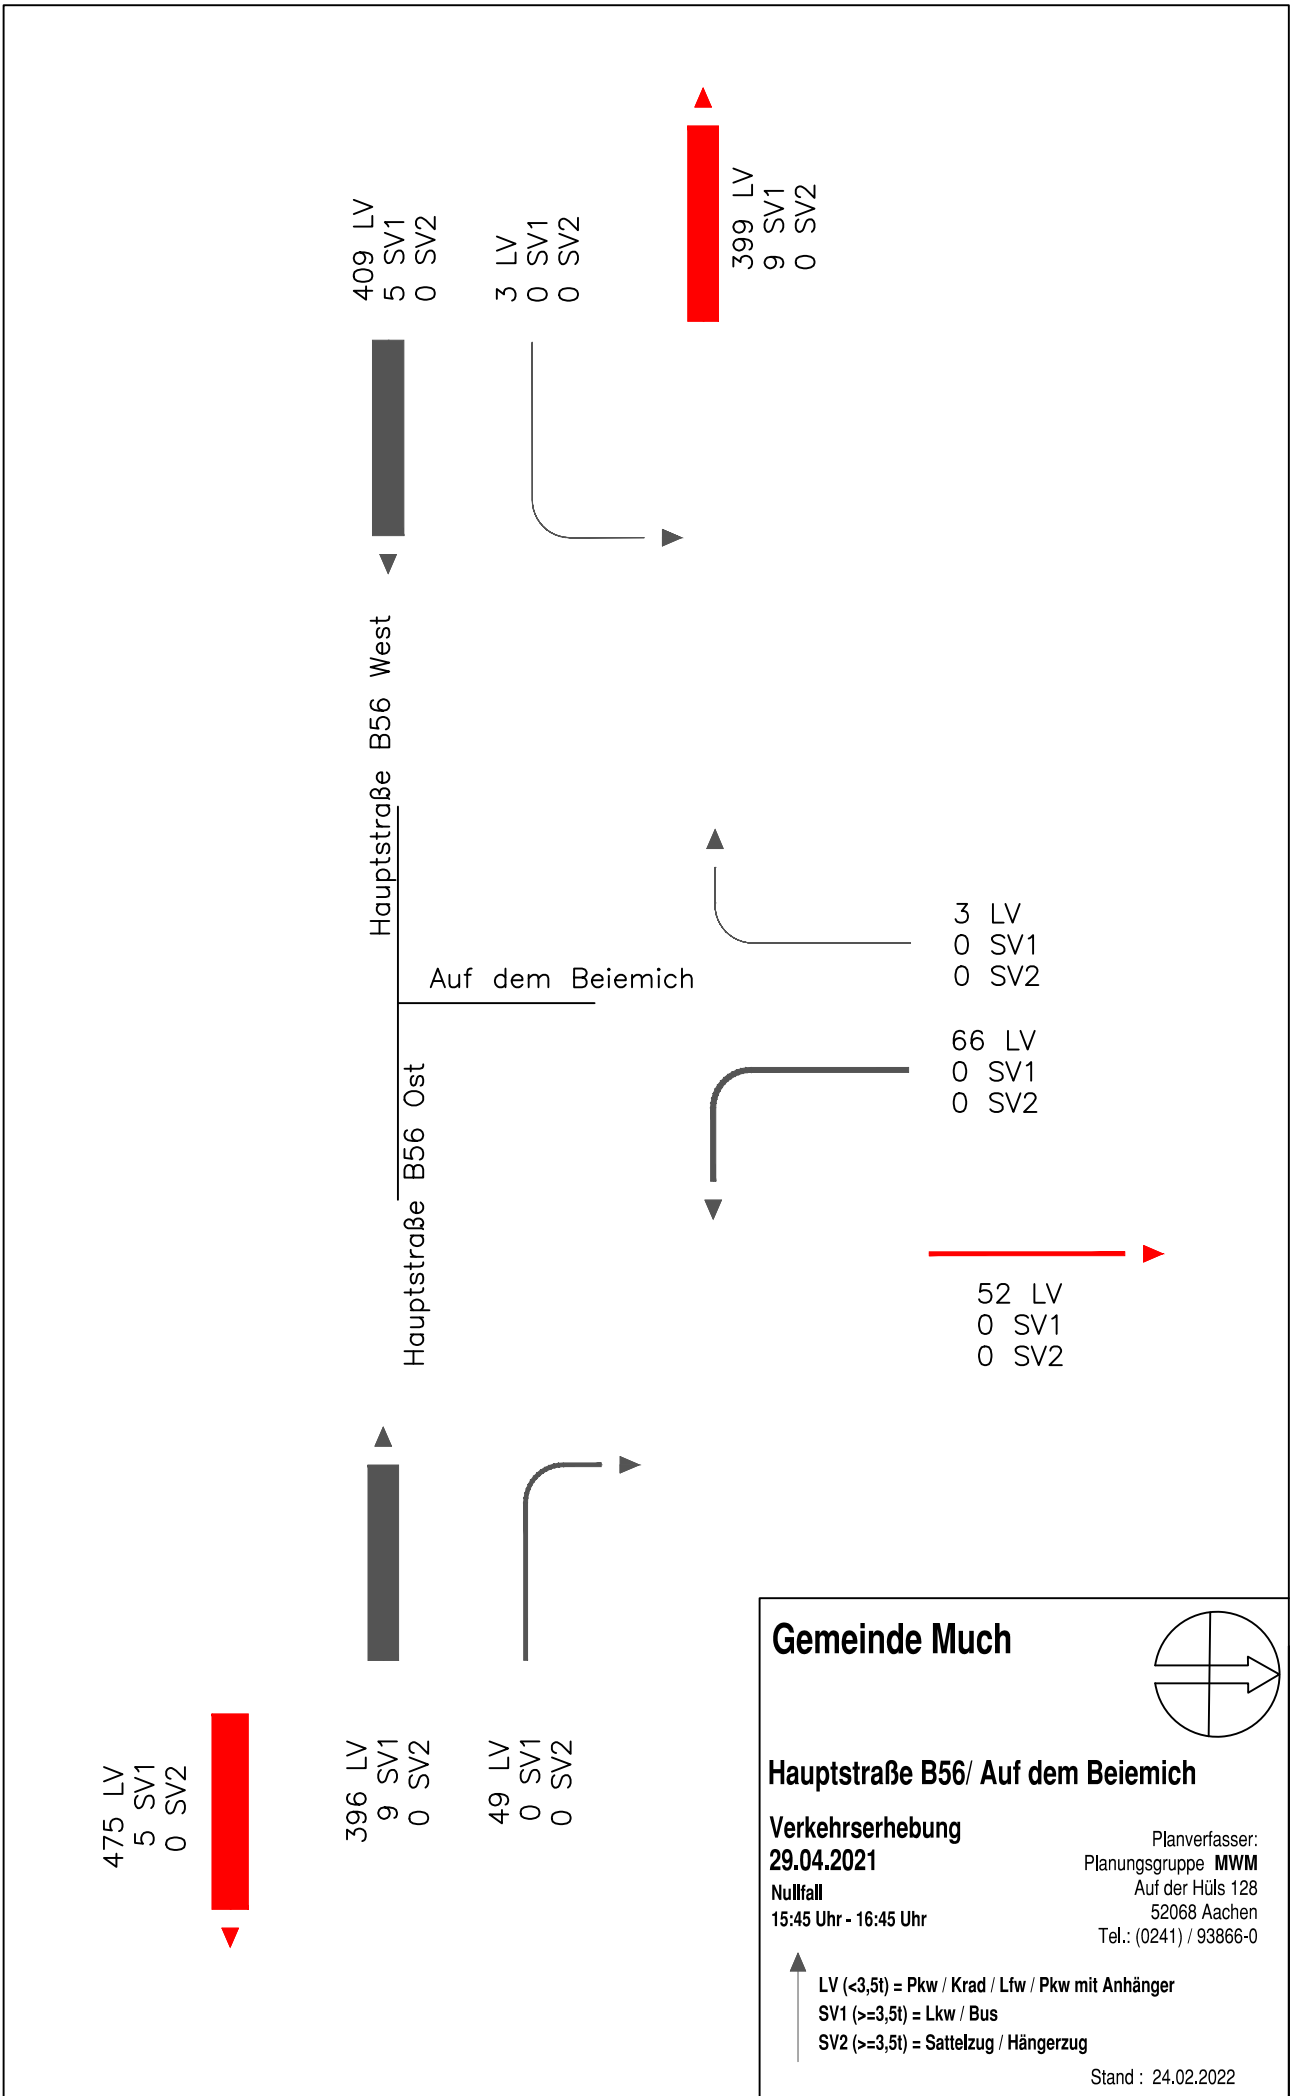 409 LV
5 SV1
0 SV2
3 LV
0 SV1
0 SV2
399 LV
9 SV1
0 SV2
Hauptstraße B56 West
Auf dem Beiemich
Hauptstraße B56 Ost
3 LV
0 SV1
0 SV2
66 LV
0 SV1
0 SV2
52 LV
0 SV1
0 SV2
475 LV
5 SV1
0 SV2
396 LV
9 SV1
0 SV2
49 LV
0 SV1
0 SV2
Gemeinde Much
Hauptstraße B56/ Auf dem Beiemich
Verkehrserhebung
29.04.2021
Nullfall
15:45 Uhr - 16:45 Uhr
Planverfasser:
Planungsgruppe MWM
Auf der Hüls 128
52068 Aachen
Tel.: (0241) / 93866-0
LV (<3,5t) = Pkw / Krad / Lfw / Pkw mit Anhänger
SV1 (>=3,5t) = Lkw / Bus
SV2 (>=3,5t) = Sattelzug / Hängerzug
Stand : 24.02.2022